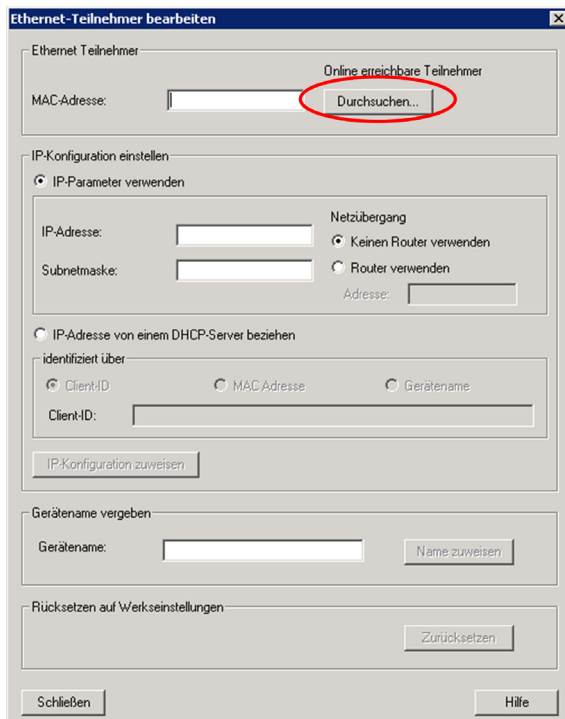 Ethernet-Teilnehmer bearbeiten
Ethernet Teilnehmer
Online erreichbare Teilnehmer
MAC-Adresse:
Durchsuchen...
IP-Konfiguration einstellen
IP-Parameter verwenden
Netzübergang
IP-Adresse:
Keinen Router verwenden
Subnetmaske:
Router verwenden
Adresse:
IP-Adresse von einem DHCP-Server beziehen
identifiziert über
Client-ID
MAC Adresse
Gerätename
Client-ID:
IP-Konfiguration zuweisen
Gerätename vergeben
Gerätename:
Name zuweisen
Rücksetzen auf Werkseinstellungen
Zurücksetzen
Schließen
Hilfe